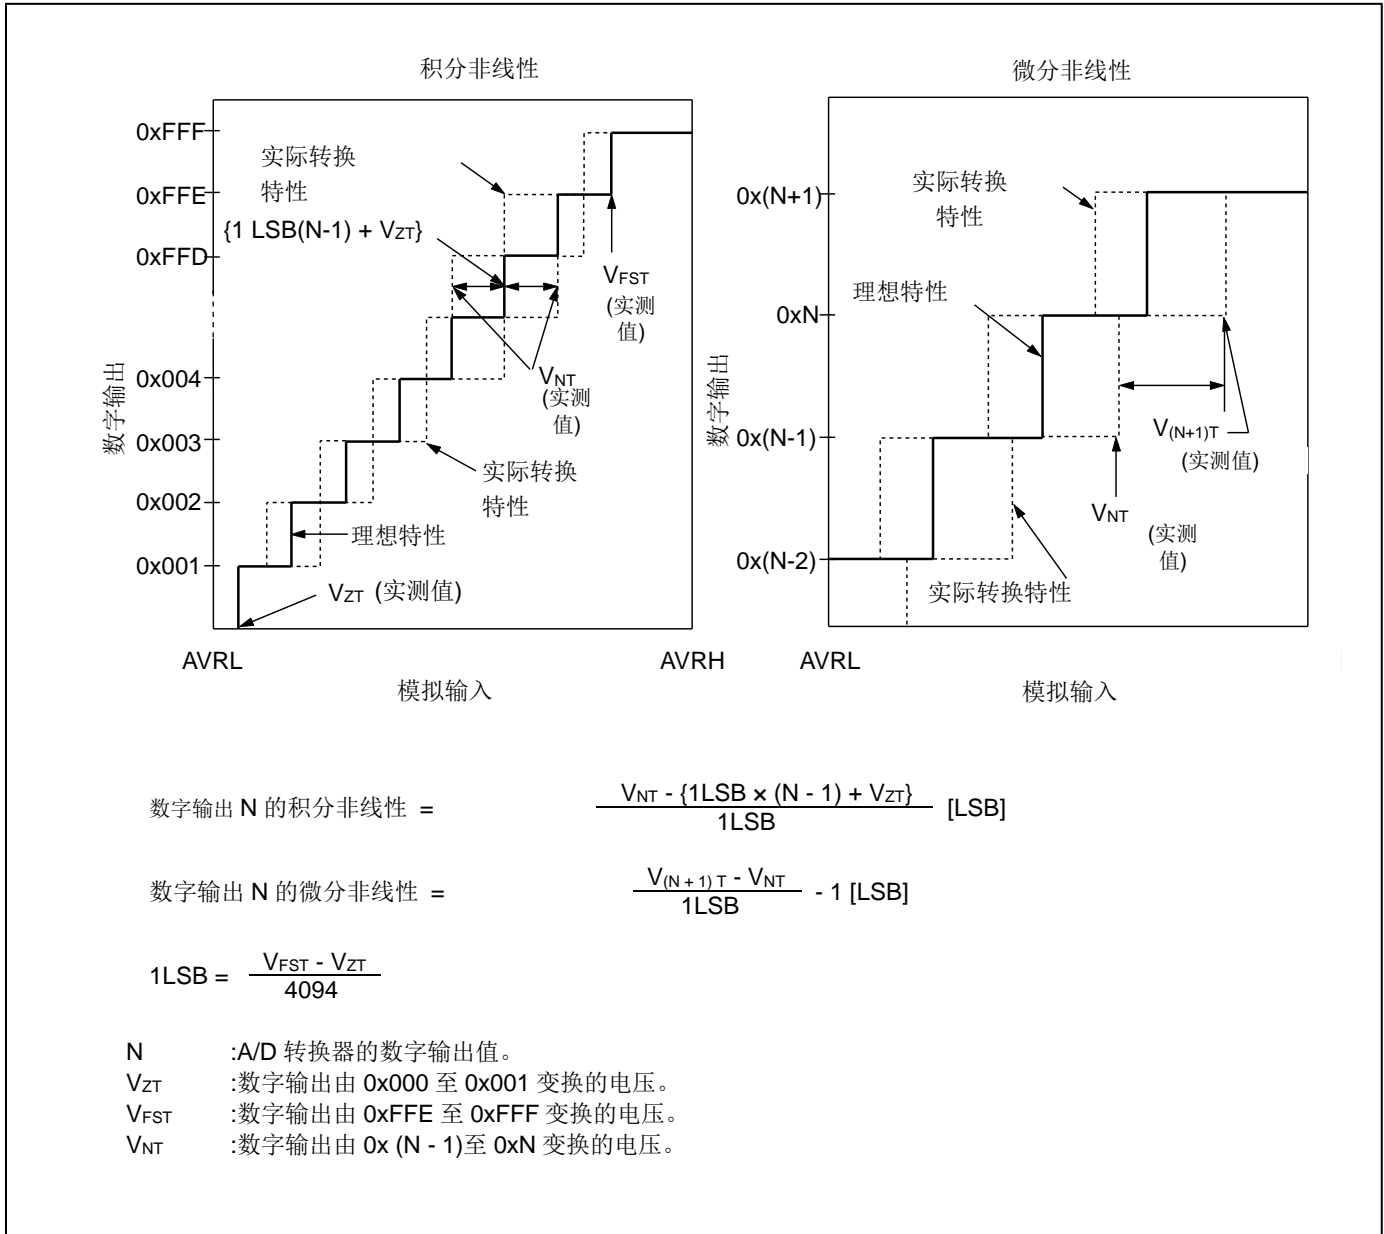 积分非线性
0xFFF
0xFFE
0xFFD
0x004
0x003
0x002
0x001
数字输出
实际转换
特性
{1 LSB(N-1) + VZT}
VFST
(实测
值)
VNT
(实测
值)
实际转换
特性
理想特性
VZT (实测值)
AVRL
AVRH
模拟输入
微分非线性
0x(N+1)
0xN
0x(N-1)
0x(N-2)
数字输出
实际转换
特性
理想特性
V(N+1)T
(实测值)
VNT
(实测
值)
实际转换特性
AVRL
模拟输入
数字输出 N 的积分非线性 = VNT - {1LSB × (N - 1) + VZT} [LSB]
1LSB
数字输出 N 的微分非线性 = V(N + 1) T - VNT - 1 [LSB]
1LSB
1LSB = VFST - VZT
4094
N :A/D 转换器的数字输出值。
VZT :数字输出由 0x000 至 0x001 变换的电压。
VFST :数字输出由 0xFFE 至 0xFFF 变换的电压。
VNT :数字输出由 0x (N - 1)至 0xN 变换的电压。